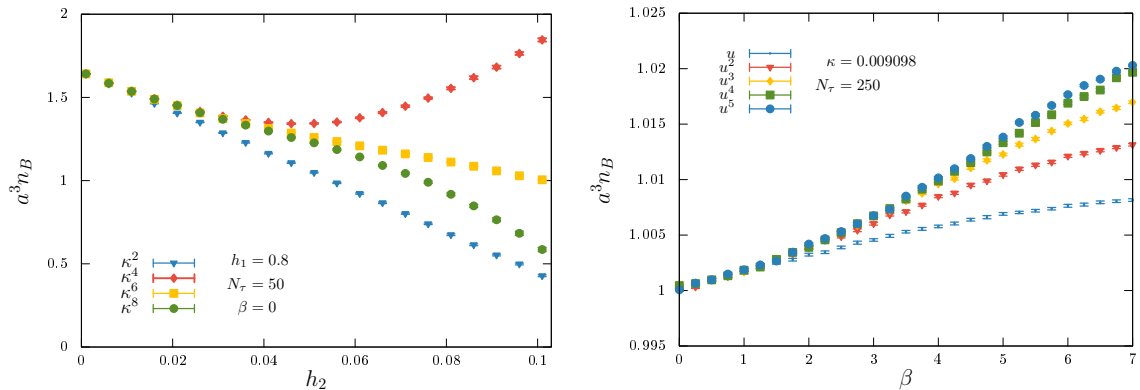 2
1.5
1
0.5
0
0
0.02
0.04
0.06
0.08
0.1
a³n_B
h₂
κ²
κ⁴
κ⁶
κ⁸
h₁ = 0.8
N_τ = 50
β = 0
1.025
1.02
1.015
1.01
1.005
1
0.995
0
1
2
3
4
5
6
7
a³n_B
β
u
u²
u³
u⁴
u⁵
κ = 0.009098
N_τ = 250